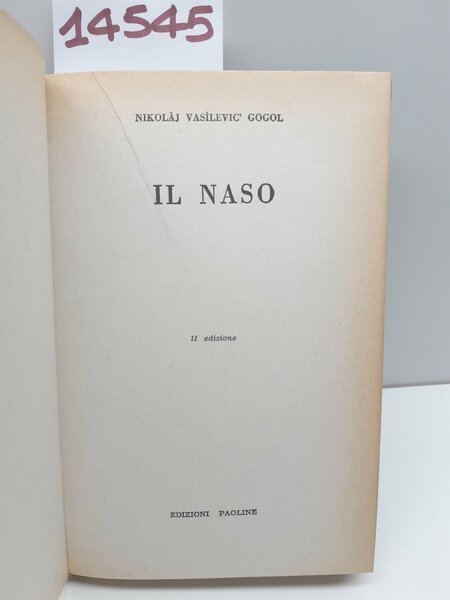 14545
NIKOLÀJ VASÌLEVIC' GOGOL
IL NASO
II edizione
EDIZIONI PAOLINE